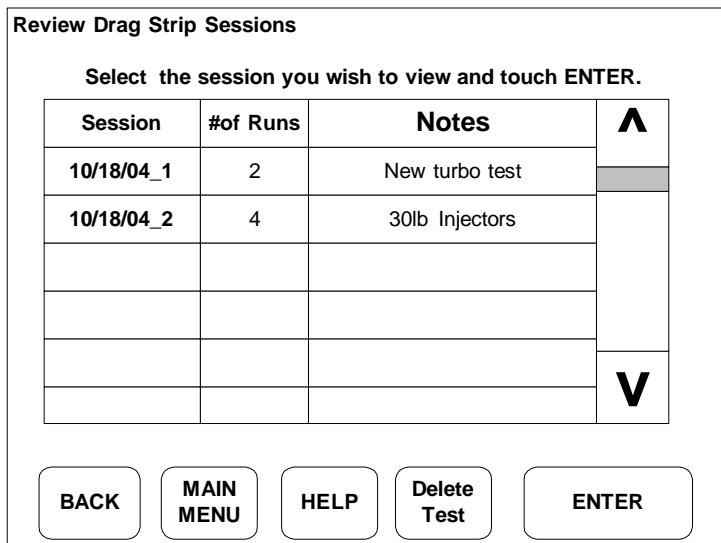 Review Drag Strip Sessions
Select the session you wish to view and touch ENTER.
Session #of Runs Notes Λ
10/18/04_1 2 New turbo test
10/18/04_2 4 30lb Injectors
V
BACK MAIN MENU HELP Delete Test ENTER